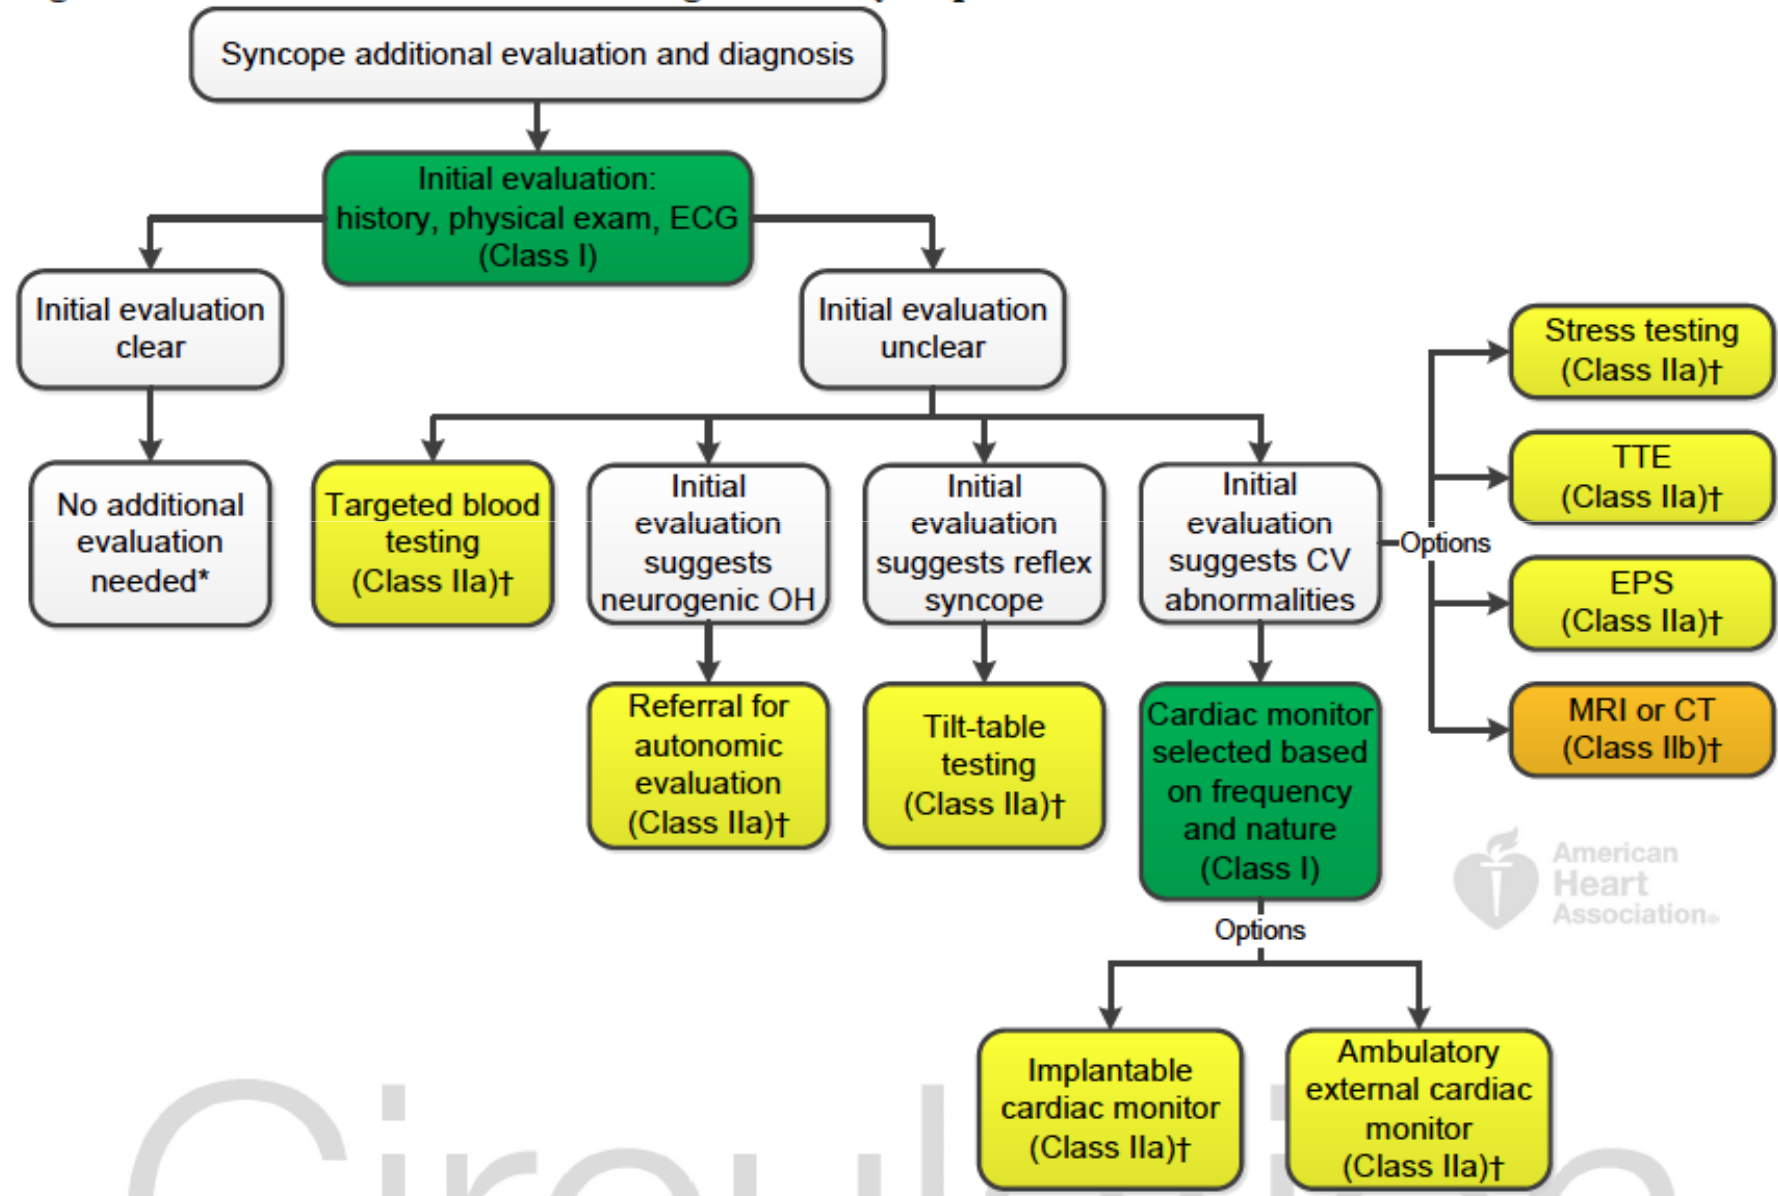 Syncope additional evaluation and diagnosis
Initial evaluation:
history, physical exam, ECG
(Class I)
Initial evaluation
clear
Initial evaluation
unclear
No additional
evaluation
needed*
Targeted blood
testing
(Class IIa)†
Initial
evaluation
suggests
neurogenic OH
Initial
evaluation
suggests reflex
syncope
Initial
evaluation
suggests CV
abnormalities
Options
Stress testing
(Class IIa)†
TTE
(Class IIa)†
EPS
(Class IIa)†
MRI or CT
(Class IIb)†
Referral for
autonomic
evaluation
(Class IIa)†
Tilt-table
testing
(Class IIa)†
Cardiac monitor
selected based
on frequency
and nature
(Class I)
American
Heart
Association®
Options
Implantable
cardiac monitor
(Class IIa)†
Ambulatory
external cardiac
monitor
(Class IIa)†